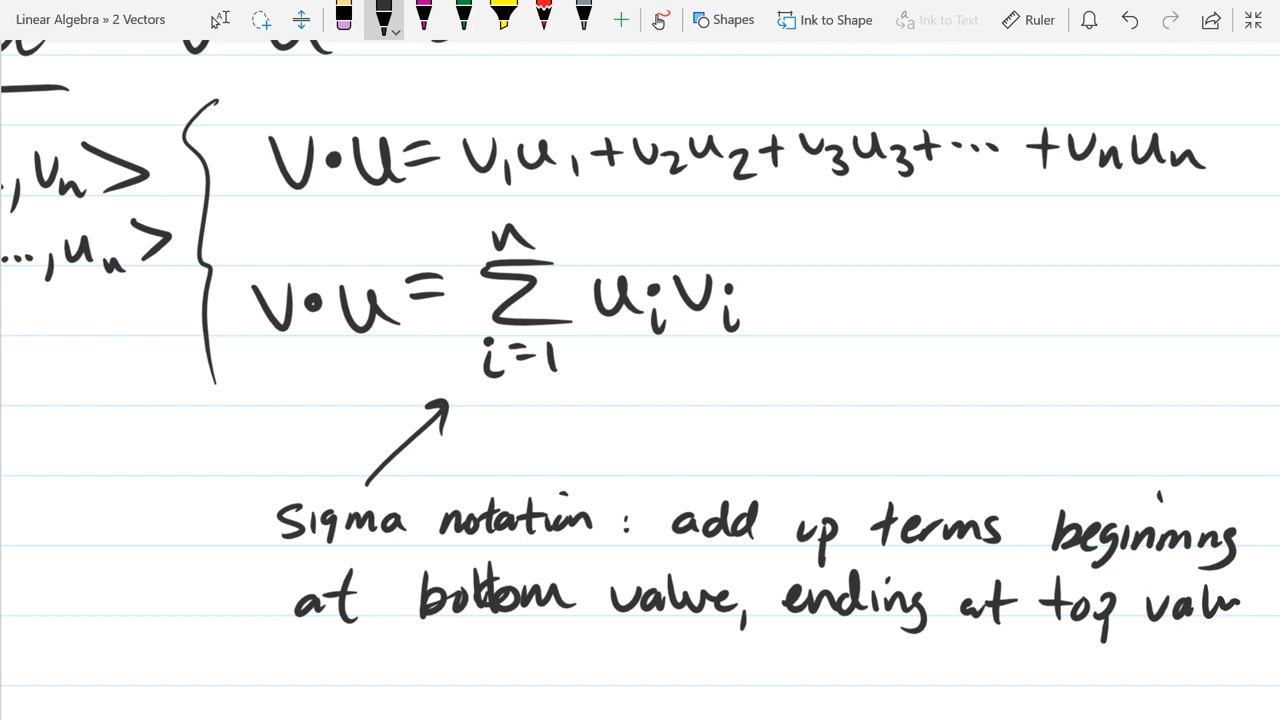 Linear Algebra » 2 Vectors Shapes Ink to Shape Ink to Text Ruler
..., vn> v•u= v₁u₁+v₂u₂+v₃u₃+··· +vₙuₙ
..., uₙ>
v•u = n∑i=1 uᵢvᵢ
sigma notation : add up terms beginning
at bottom value, ending at top valu